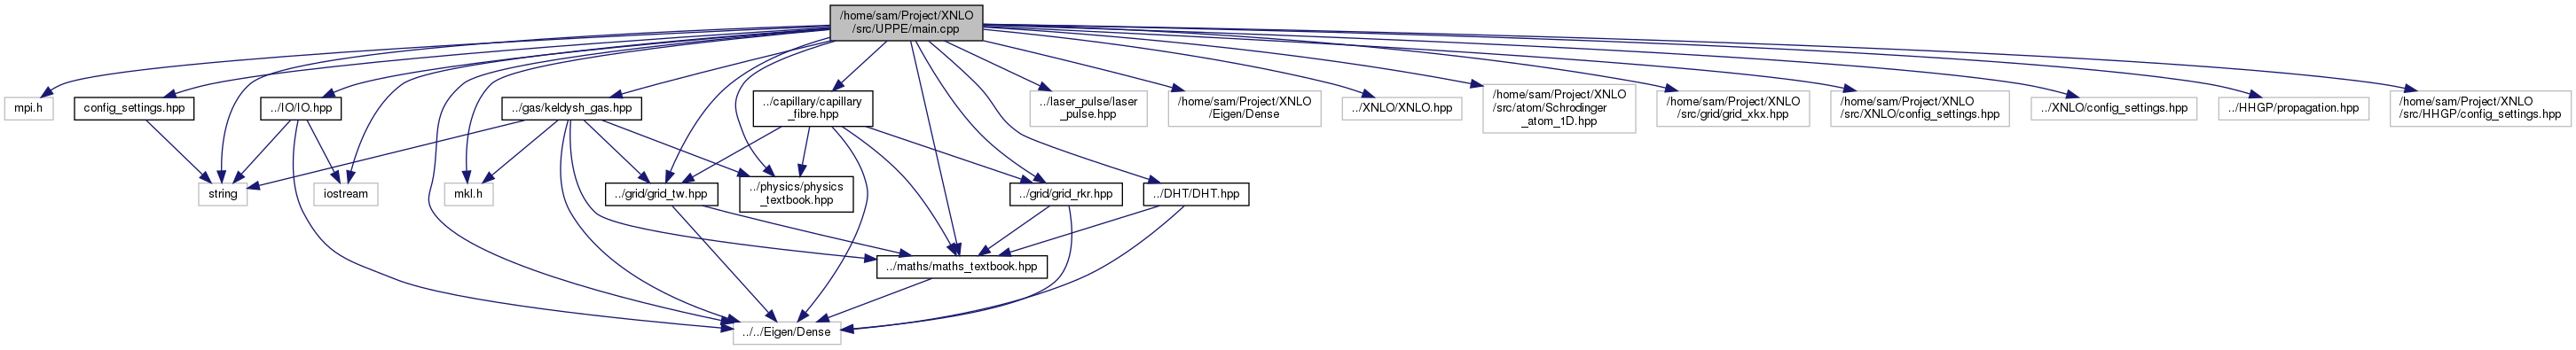 /home/sam/Project/XNLO
/src/UPPE/main.cpp
mpi.h
config_settings.hpp
../IO/IO.hpp
../gas/keldysh_gas.hpp
../capillary/capillary
_fibre.hpp
../laser_pulse/laser
_pulse.hpp
/home/sam/Project/XNLO
/Eigen/Dense
../XNLO/XNLO.hpp
/home/sam/Project/XNLO
/src/atom/Schrodinger
_atom_1D.hpp
/home/sam/Project/XNLO
/src/grid/grid_xkx.hpp
/home/sam/Project/XNLO
/src/XNLO/config_settings.hpp
../XNLO/config_settings.hpp
../HHGP/propagation.hpp
/home/sam/Project/XNLO
/src/HHGP/config_settings.hpp
string
iostream
mkl.h
../grid/grid_tw.hpp
../physics/physics
_textbook.hpp
../grid/grid_rkr.hpp
../DHT/DHT.hpp
../maths/maths_textbook.hpp
../../Eigen/Dense